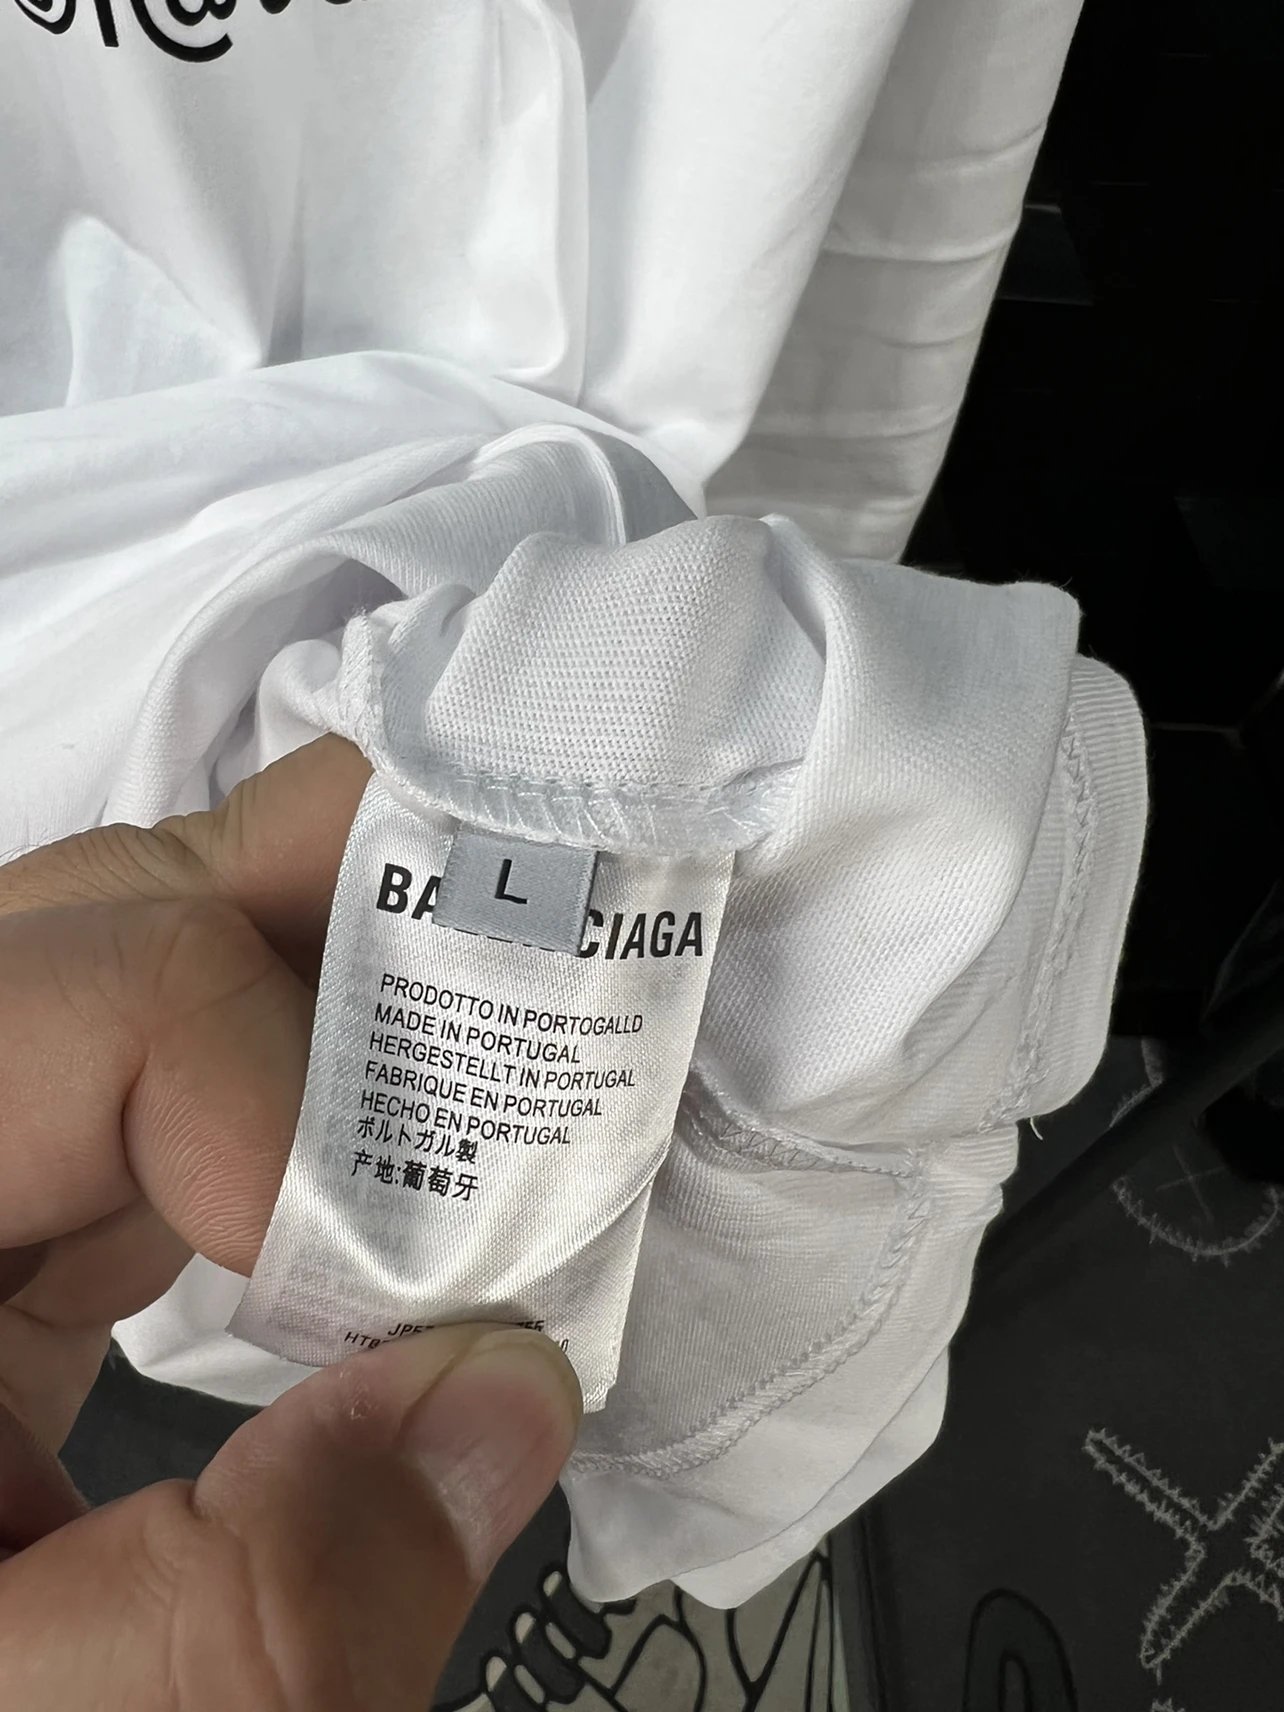 L
BA CIAGA
PRODOTTO IN PORTOGALLD
MADE IN PORTUGAL
HERGESTELLT IN PORTUGAL
FABRIQUE EN PORTUGAL
HECHO EN PORTUGAL
ポルトガル製
产地:葡萄牙